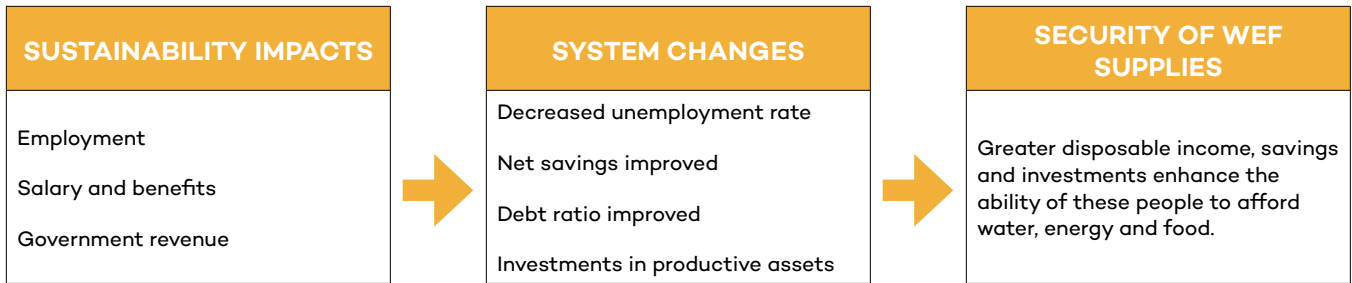 SUSTAINABILITY IMPACTS
Employment
Salary and benefits
Government revenue
SYSTEM CHANGES
Decreased unemployment rate
Net savings improved
Debt ratio improved
Investments in productive assets
SECURITY OF WEF
SUPPLIES
Greater disposable income, savings
and investments enhance the
ability of these people to afford
water, energy and food.